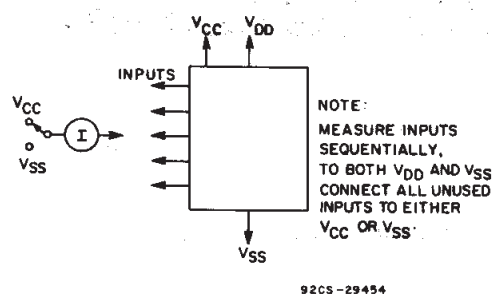 VCC VDD
INPUTS
VCC
I
VSS
NOTE:
MEASURE INPUTS
SEQUENTIALLY,
TO BOTH VDD AND VSS
CONNECT ALL UNUSED
INPUTS TO EITHER
VCC OR VSS.
VSS
92CS-29454